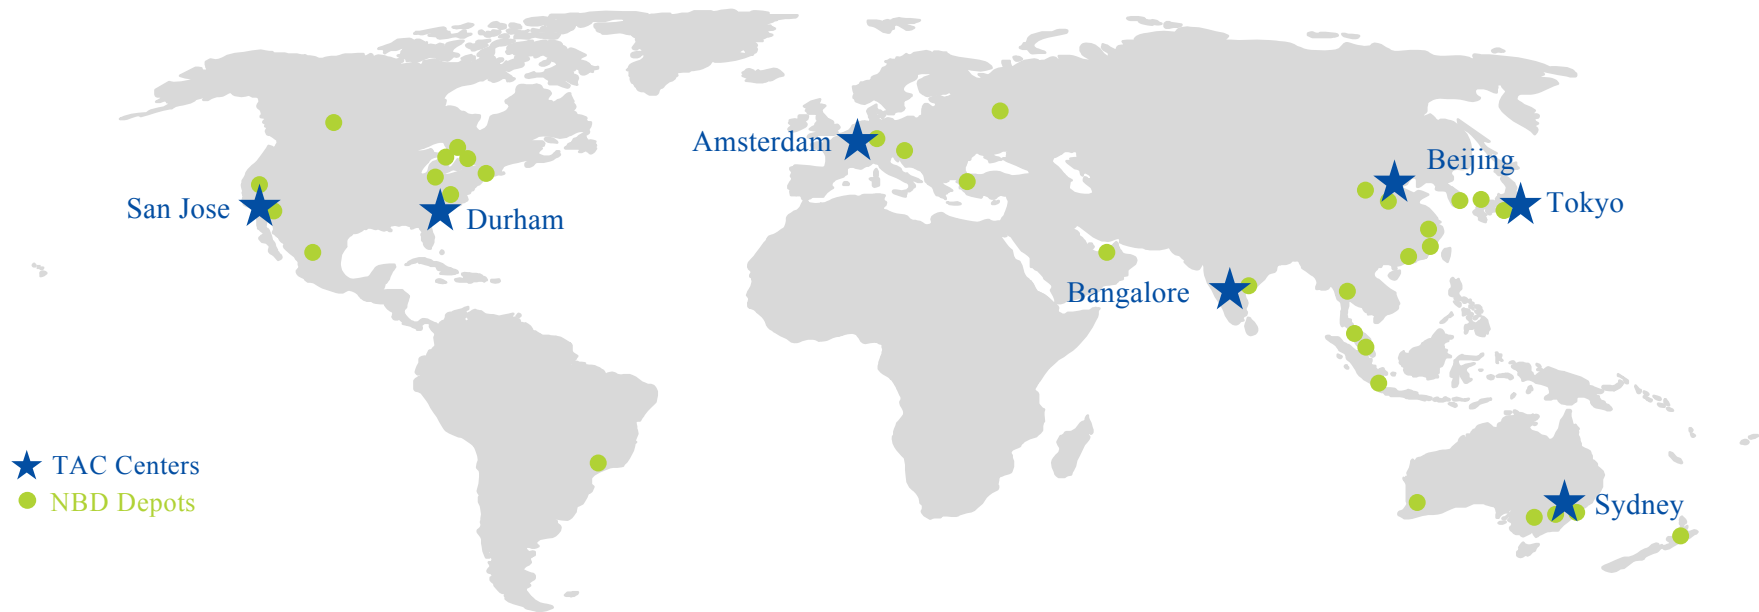 Amsterdam
Beijing
San Jose
Durham
Tokyo
Bangalore
TAC Centers
NBD Depots
Sydney